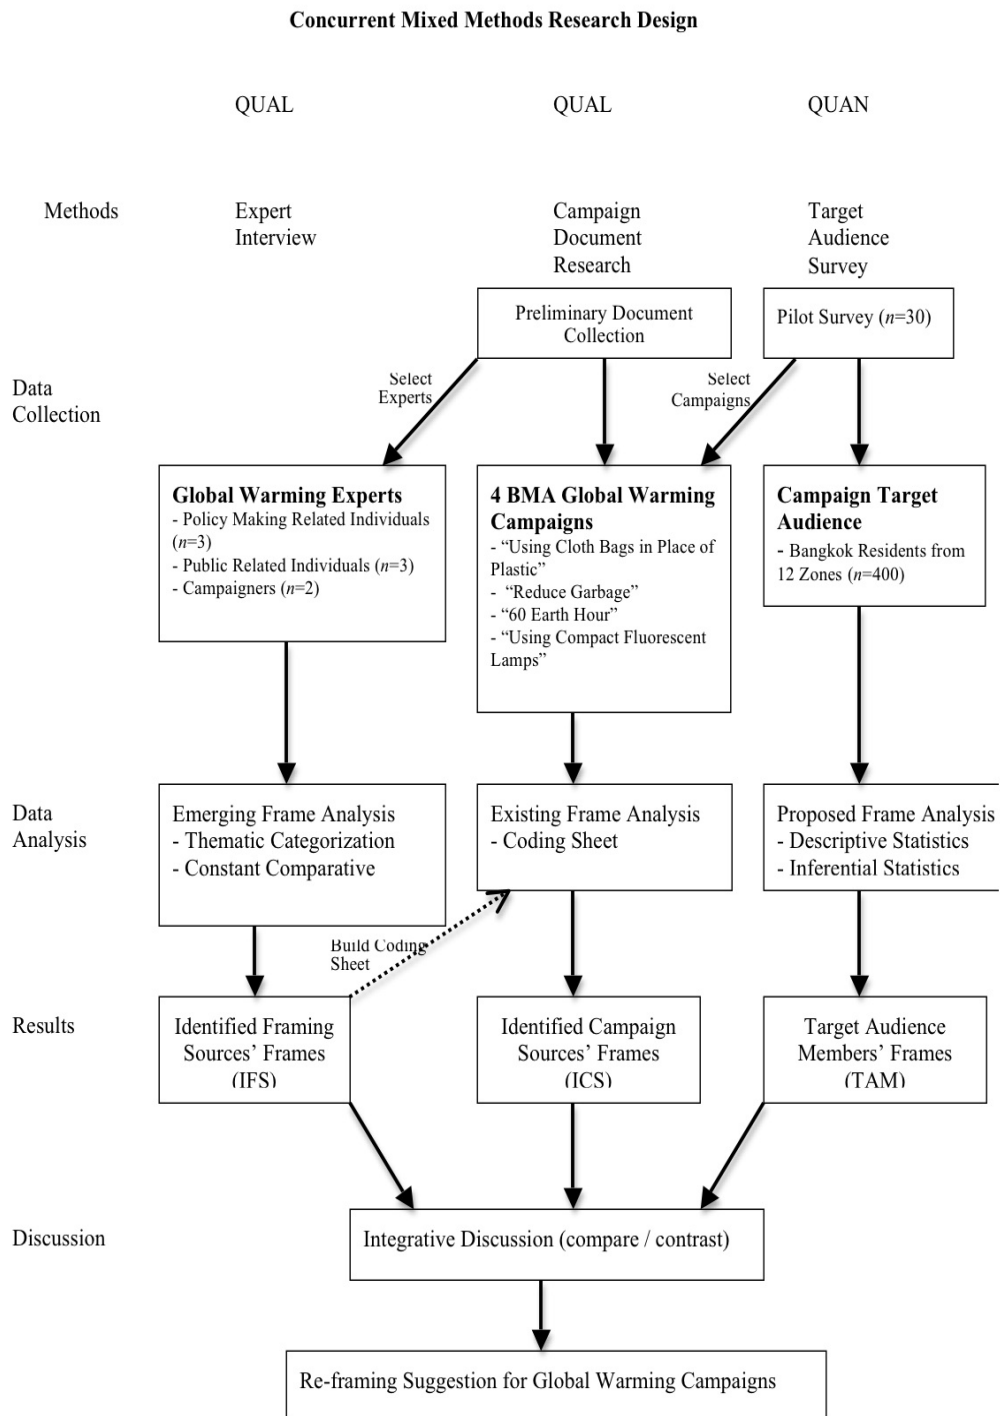 Concurrent Mixed Methods Research Design
QUAL
QUAL
QUAN
Methods
Expert
Interview
Campaign
Document
Research
Target
Audience
Survey
Preliminary Document
Collection
Pilot Survey (n=30)
Data
Collection
Select
Experts
Select
Campaigns
Global Warming Experts
- Policy Making Related Individuals
(n=3)
- Public Related Individuals (n=3)
- Campaigners (n=2)
4 BMA Global Warming
Campaigns
- “Using Cloth Bags in Place of
Plastic”
- “Reduce Garbage”
- “60 Earth Hour”
- “Using Compact Fluorescent
Lamps”
Campaign Target
Audience
- Bangkok Residents from
12 Zones (n=400)
Data
Analysis
Emerging Frame Analysis
- Thematic Categorization
- Constant Comparative
Existing Frame Analysis
- Coding Sheet
Proposed Frame Analysis
- Descriptive Statistics
- Inferential Statistics
Build Coding
Sheet
Results
Identified Framing
Sources’ Frames
(IFS)
Identified Campaign
Sources’ Frames
(ICS)
Target Audience
Members’ Frames
(TAM)
Discussion
Integrative Discussion (compare / contrast)
Re-framing Suggestion for Global Warming Campaigns